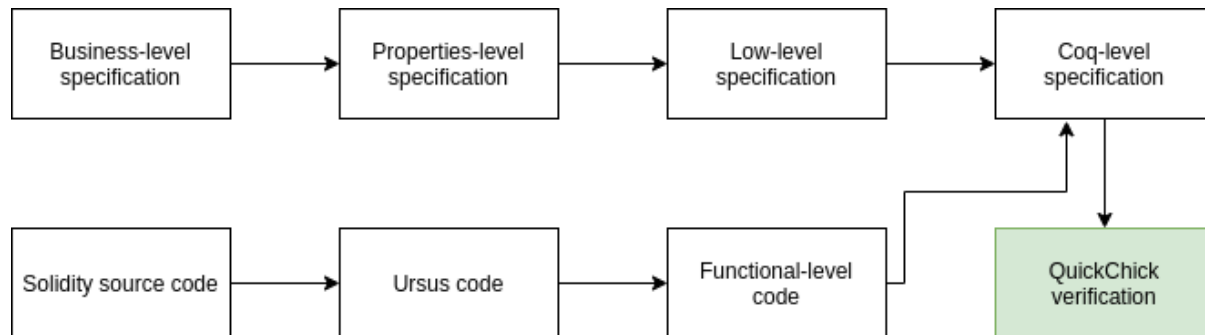 Business-level
specification
Properties-level
specification
Low-level
specification
Coq-level
specification
Solidity source code
Ursus code
Functional-level
code
QuickChick
verification